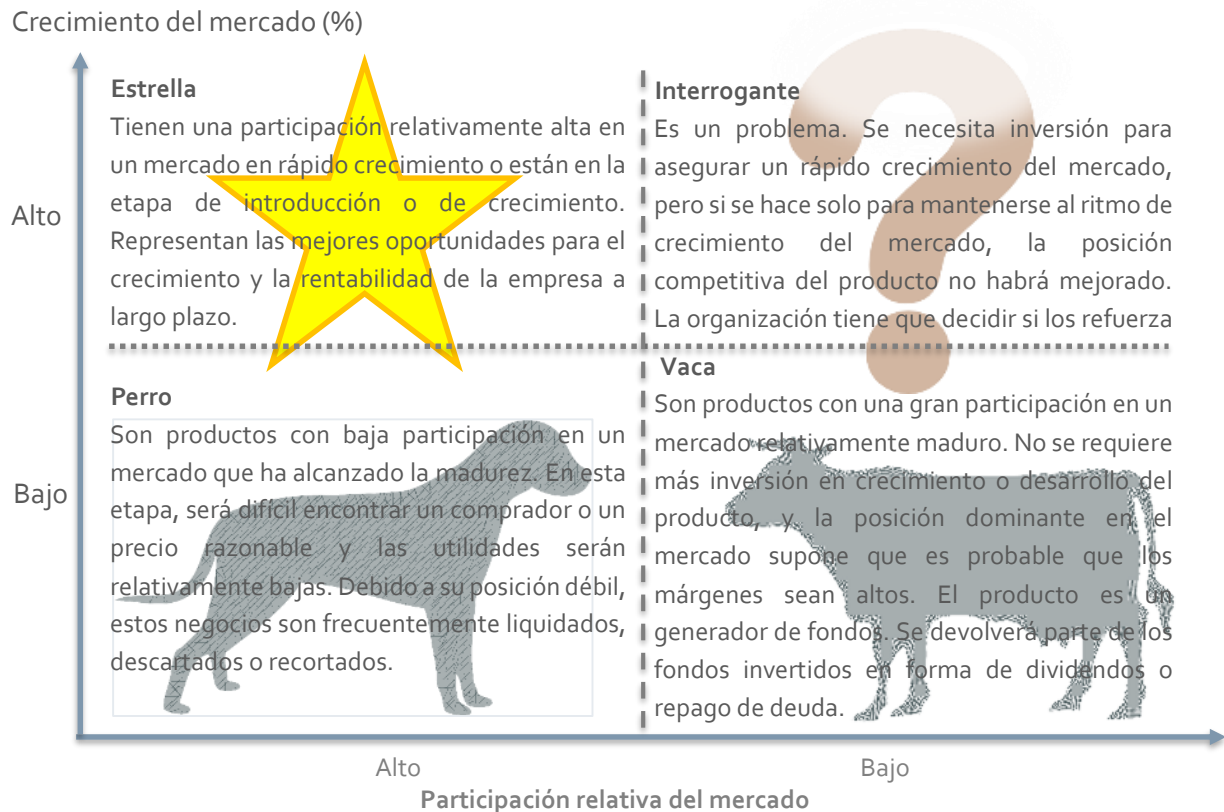 Crecimiento del mercado (%)
Alto
Estrella
Tienen una participación relativamente alta en
un mercado en rápido crecimiento o están en la
etapa de introducción o de crecimiento.
Representan las mejores oportunidades para el
crecimiento y la rentabilidad de la empresa a
largo plazo.
Interrogante
Es un problema. Se necesita inversión para
asegurar un rápido crecimiento del mercado,
pero si se hace solo para mantenerse al ritmo de
crecimiento del mercado, la posición
competitiva del producto no habrá mejorado.
La organización tiene que decidir si los refuerza
Bajo
Perro
Son productos con baja participación en un
mercado que ha alcanzado la madurez. En esta
etapa, será difícil encontrar un comprador o un
precio razonable y las utilidades serán
relativamente bajas. Debido a su posición débil,
estos negocios son frecuentemente liquidados,
descartados o recortados.
Vaca
Son productos con una gran participación en un
mercado relativamente maduro. No se requiere
más inversión en crecimiento o desarrollo del
producto, y la posición dominante en el
mercado supone que es probable que los
márgenes sean altos. El producto es un
generador de fondos. Se devolverá parte de los
fondos invertidos en forma de dividendos o
repago de deuda.
Alto
Bajo
Participación relativa del mercado